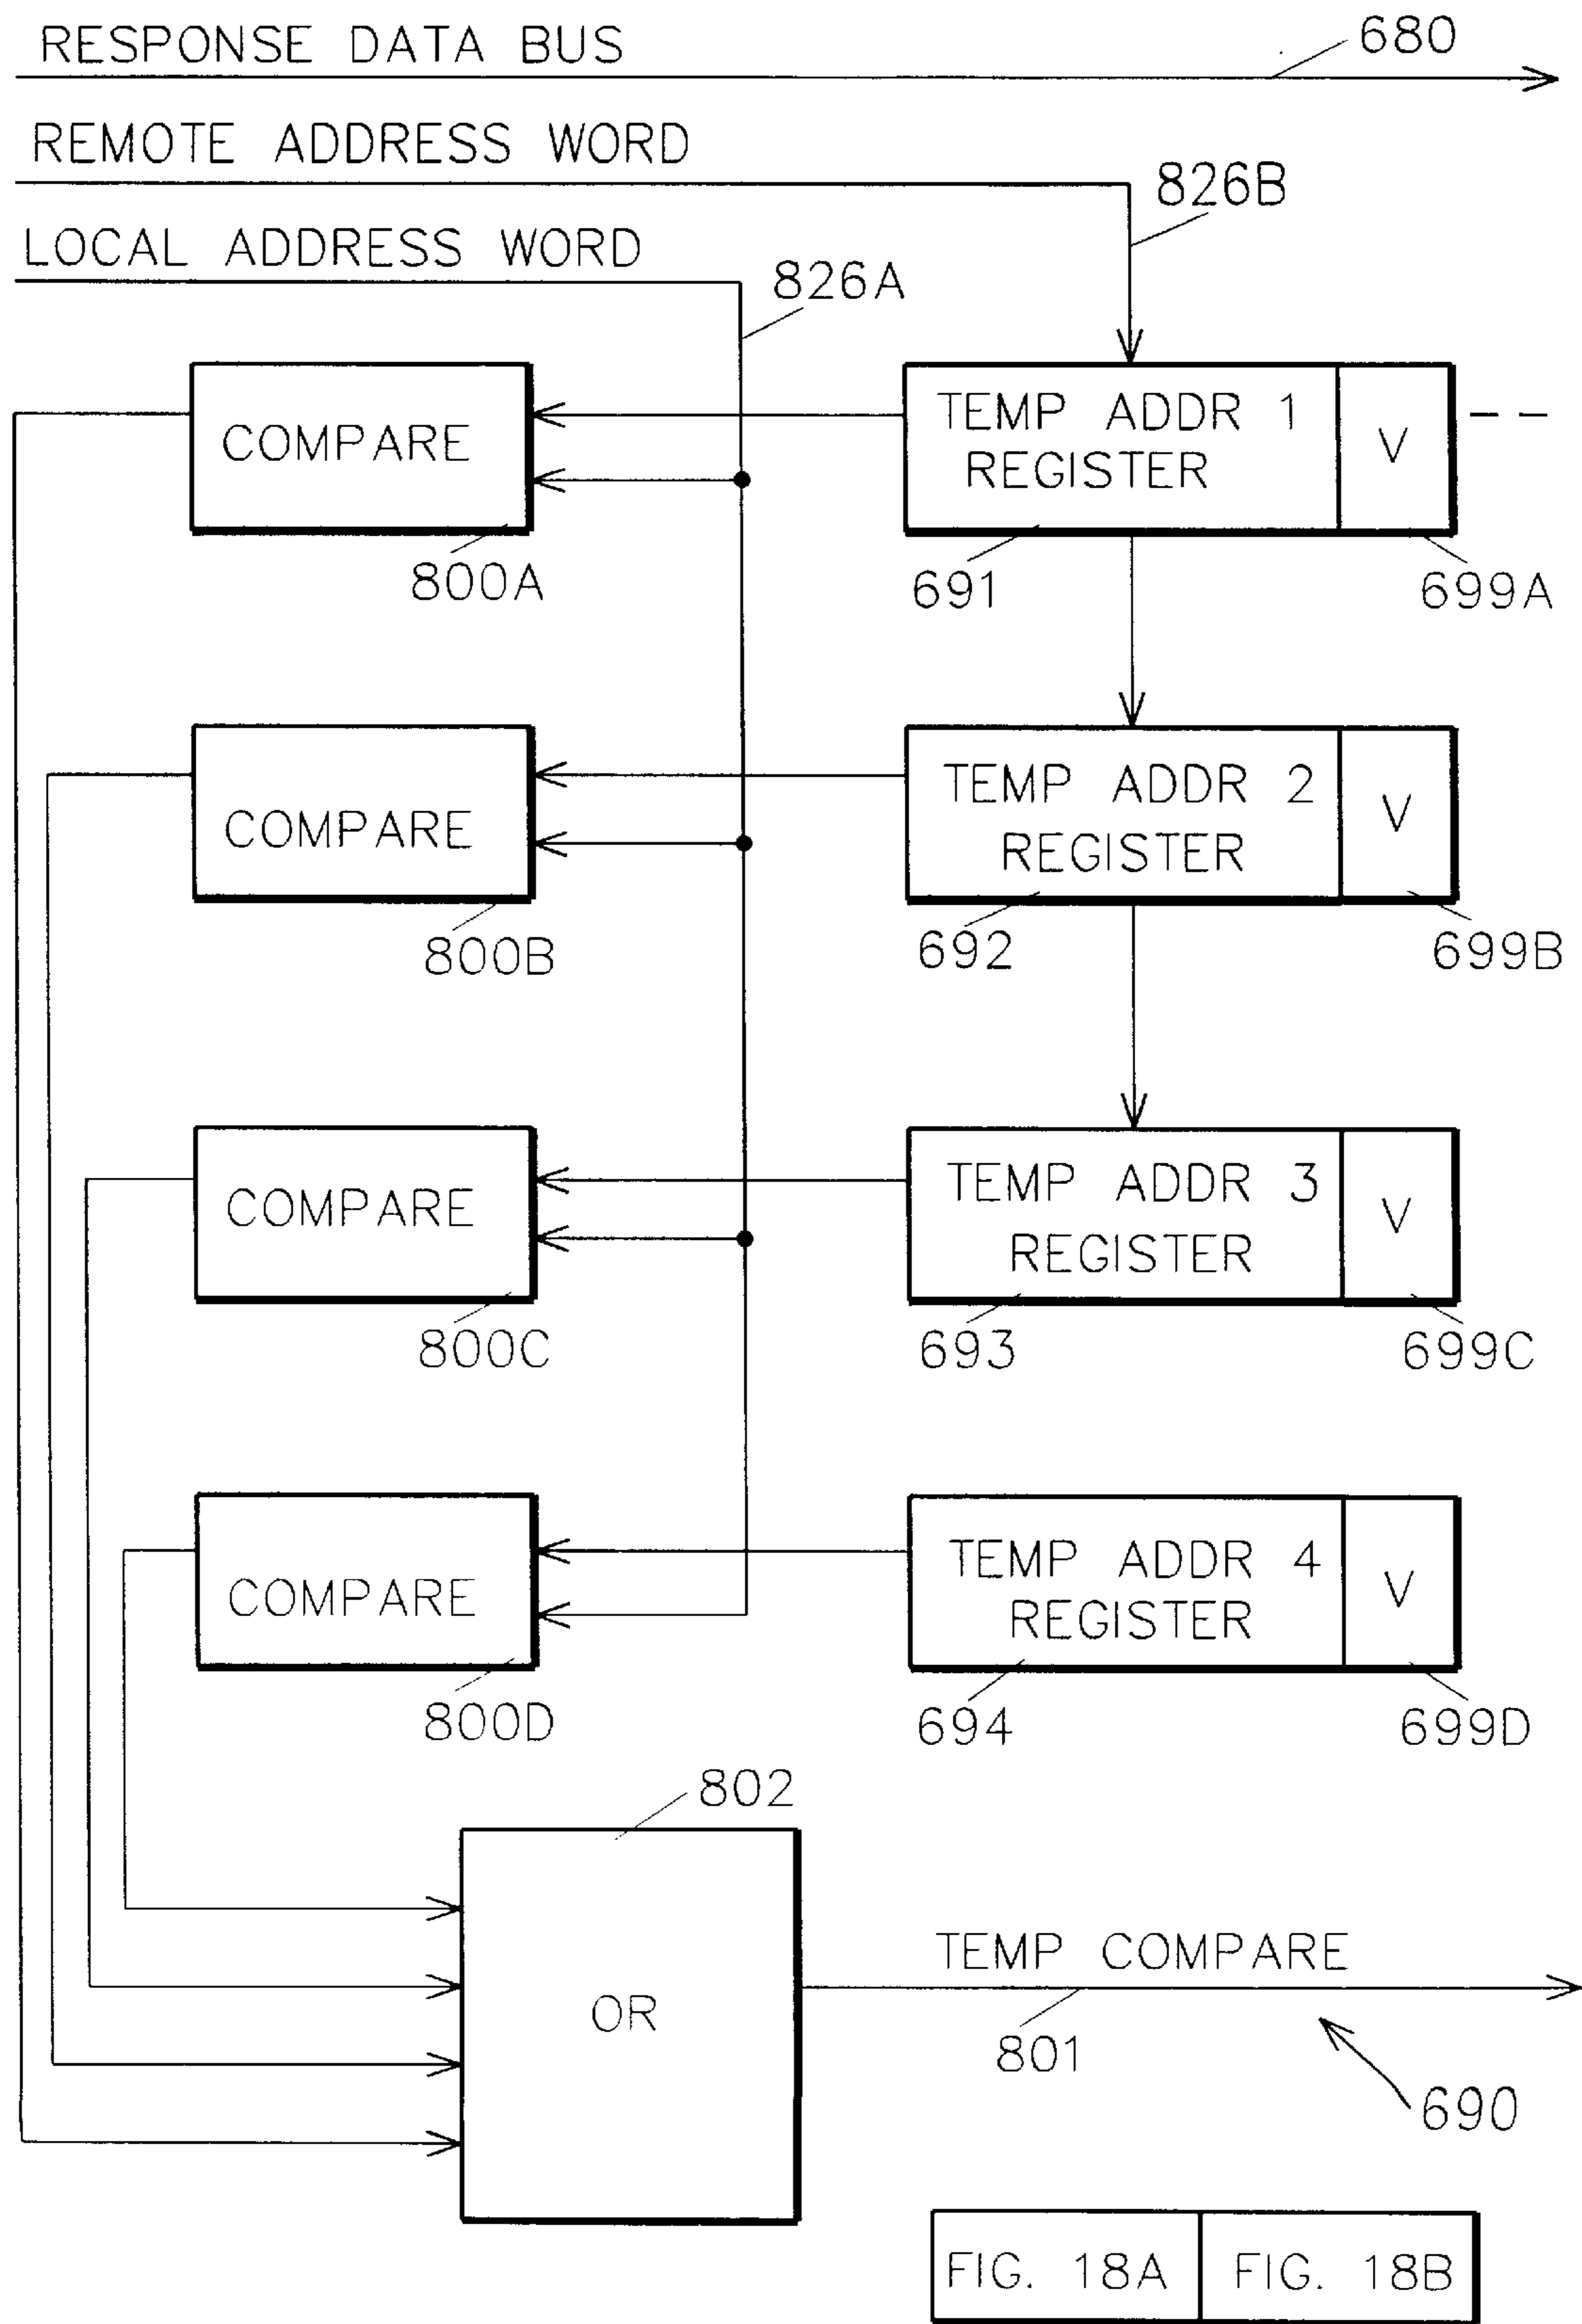 RESPONSE DATA BUS
680
REMOTE ADDRESS WORD
826B
LOCAL ADDRESS WORD
826A
COMPARE
TEMP ADDR 1
REGISTER
V
800A
691
699A
COMPARE
TEMP ADDR 2
REGISTER
V
800B
692
699B
COMPARE
TEMP ADDR 3
REGISTER
V
800C
693
699C
COMPARE
TEMP ADDR 4
REGISTER
V
800D
694
699D
802
OR
TEMP COMPARE
801
690
FIG. 18A
FIG. 18B